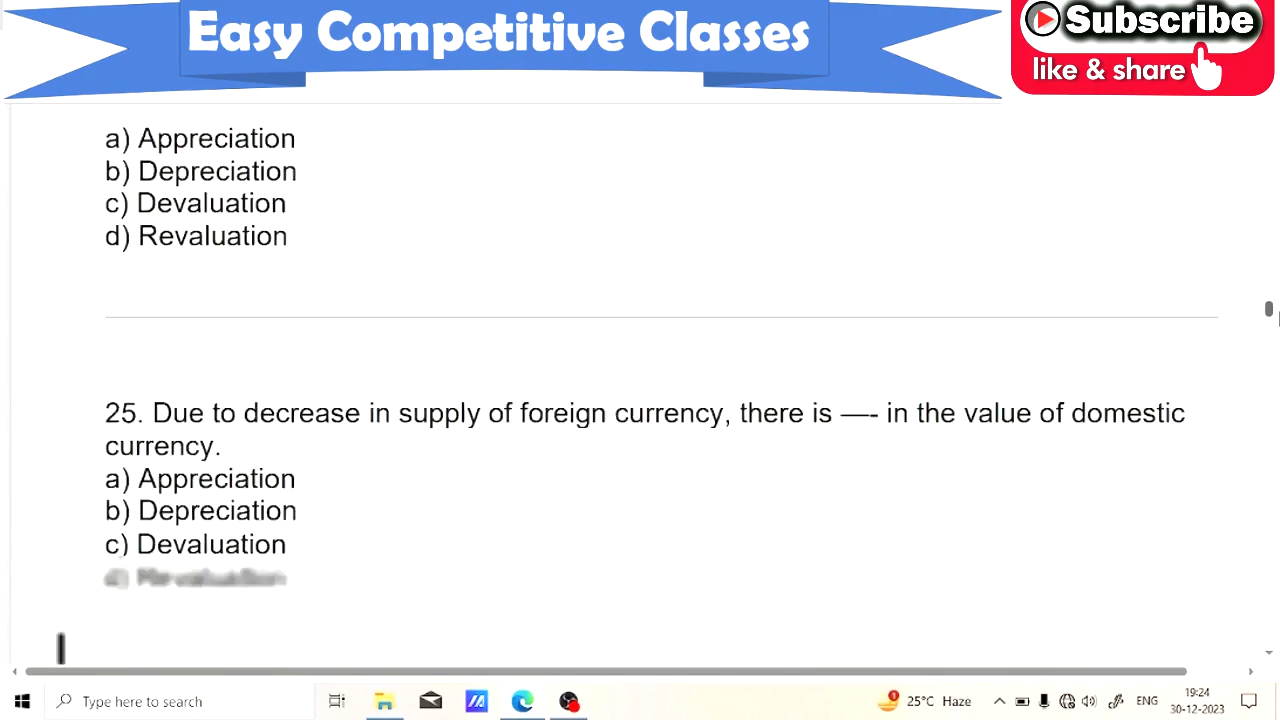 Easy Competitive Classes
Subscribe
like & share
a) Appreciation
b) Depreciation
c) Devaluation
d) Revaluation
25. Due to decrease in supply of foreign currency, there is —- in the value of domestic
currency.
a) Appreciation
b) Depreciation
c) Devaluation
d) Revaluation
Type here to search
1
25°C Haze
ENG
19:24
30-12-2023